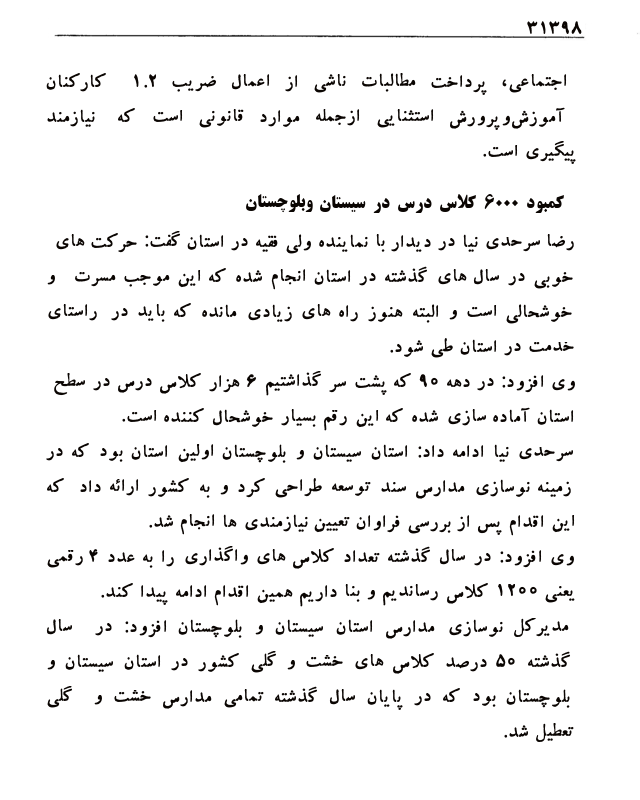 ۳۱۳۹۸
اجتماعی، پرداخت مطالبات ناشی از اعمال ضریب ۱.۲ کارکنان
آموزش‌وپرورش استثنایی ازجمله موارد قانونی است که نیازمند
پیگیری است.
کمبود ۶۰۰۰ کلاس درس در سیستان وبلوچستان
رضا سرحدی نیا در دیدار با نماینده ولی فقیه در استان گفت: حرکت های
خوبی در سال های گذشته در استان انجام شده که این موجب مسرت و
خوشحالی است و البته هنوز راه های زیادی مانده که باید در راستای
خدمت در استان طی شود.
وی افزود: در دهه ۹۰ که پشت سر گذاشتیم ۶ هزار کلاس درس در سطح
استان آماده سازی شده که این رقم بسیار خوشحال کننده است.
سرحدی نیا ادامه داد: استان سیستان و بلوچستان اولین استان بود که در
زمینه نوسازی مدارس سند توسعه طراحی کرد و به کشور ارائه داد که
این اقدام پس از بررسی فراوان تعیین نیازمندی ها انجام شد.
وی افزود: در سال گذشته تعداد کلاس های واگذاری را به عدد ۴ رقمی
یعنی ۱۲۰۰ کلاس رساندیم و بنا داریم همین اقدام ادامه پیدا کند.
مدیرکل نوسازی مدارس استان سیستان و بلوچستان افزود: در سال
گذشته ۵۰ درصد کلاس های خشت و گلی کشور در استان سیستان و
بلوچستان بود که در پایان سال گذشته تمامی مدارس خشت و گلی
تعطیل شد.